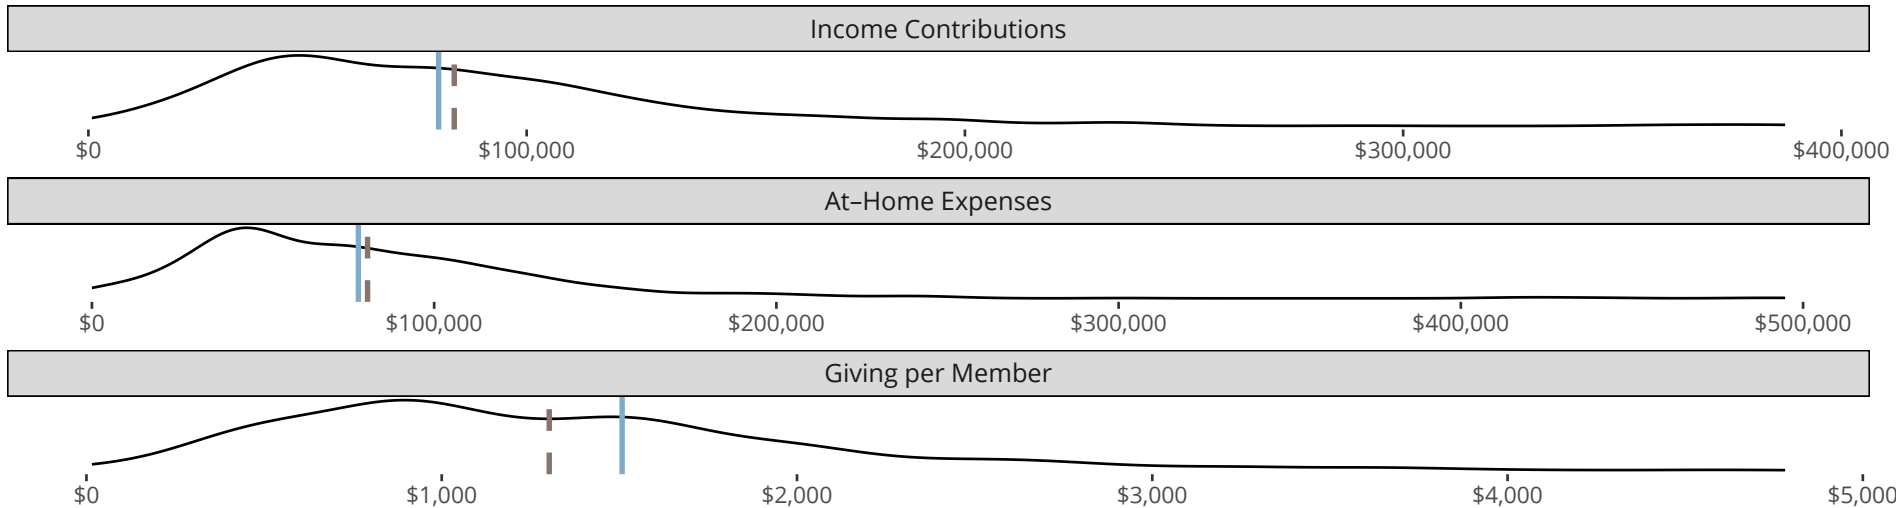 Income Contributions
$0 $100,000 $200,000 $300,000 $400,000
At–Home Expenses
$0 $100,000 $200,000 $300,000 $400,000 $500,000
Giving per Member
$0 $1,000 $2,000 $3,000 $4,000 $5,000